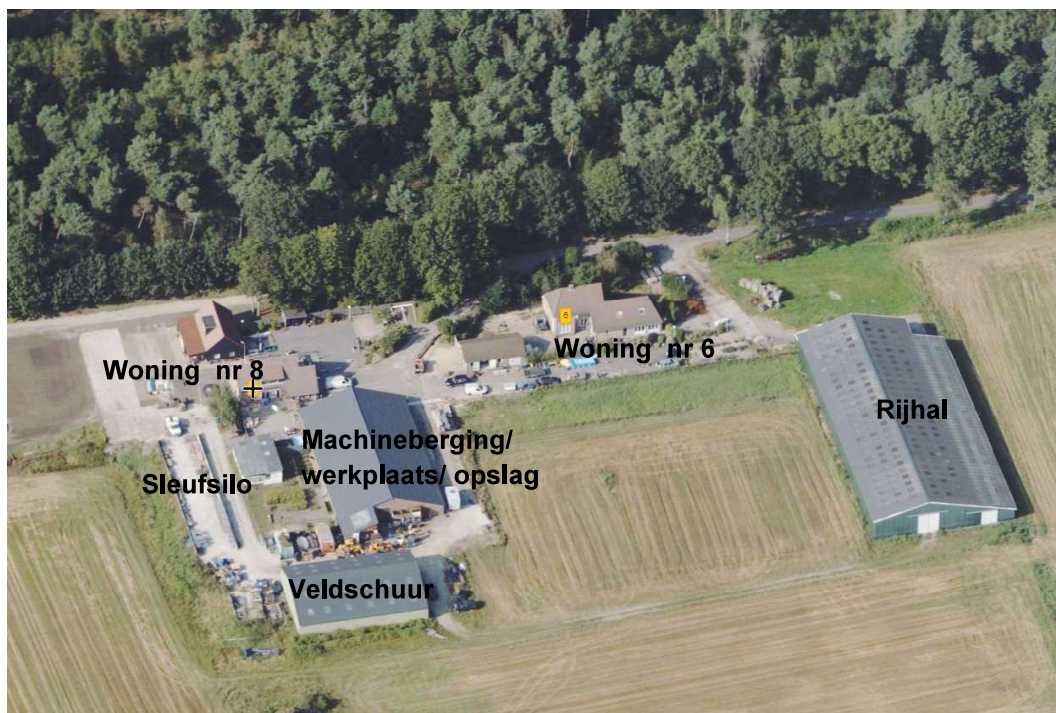 6
Woning nr 6
Woning nr 8
Rijhal
Machineberging/
werkplaats/ opslag
Sleufsilo
Veldschuur